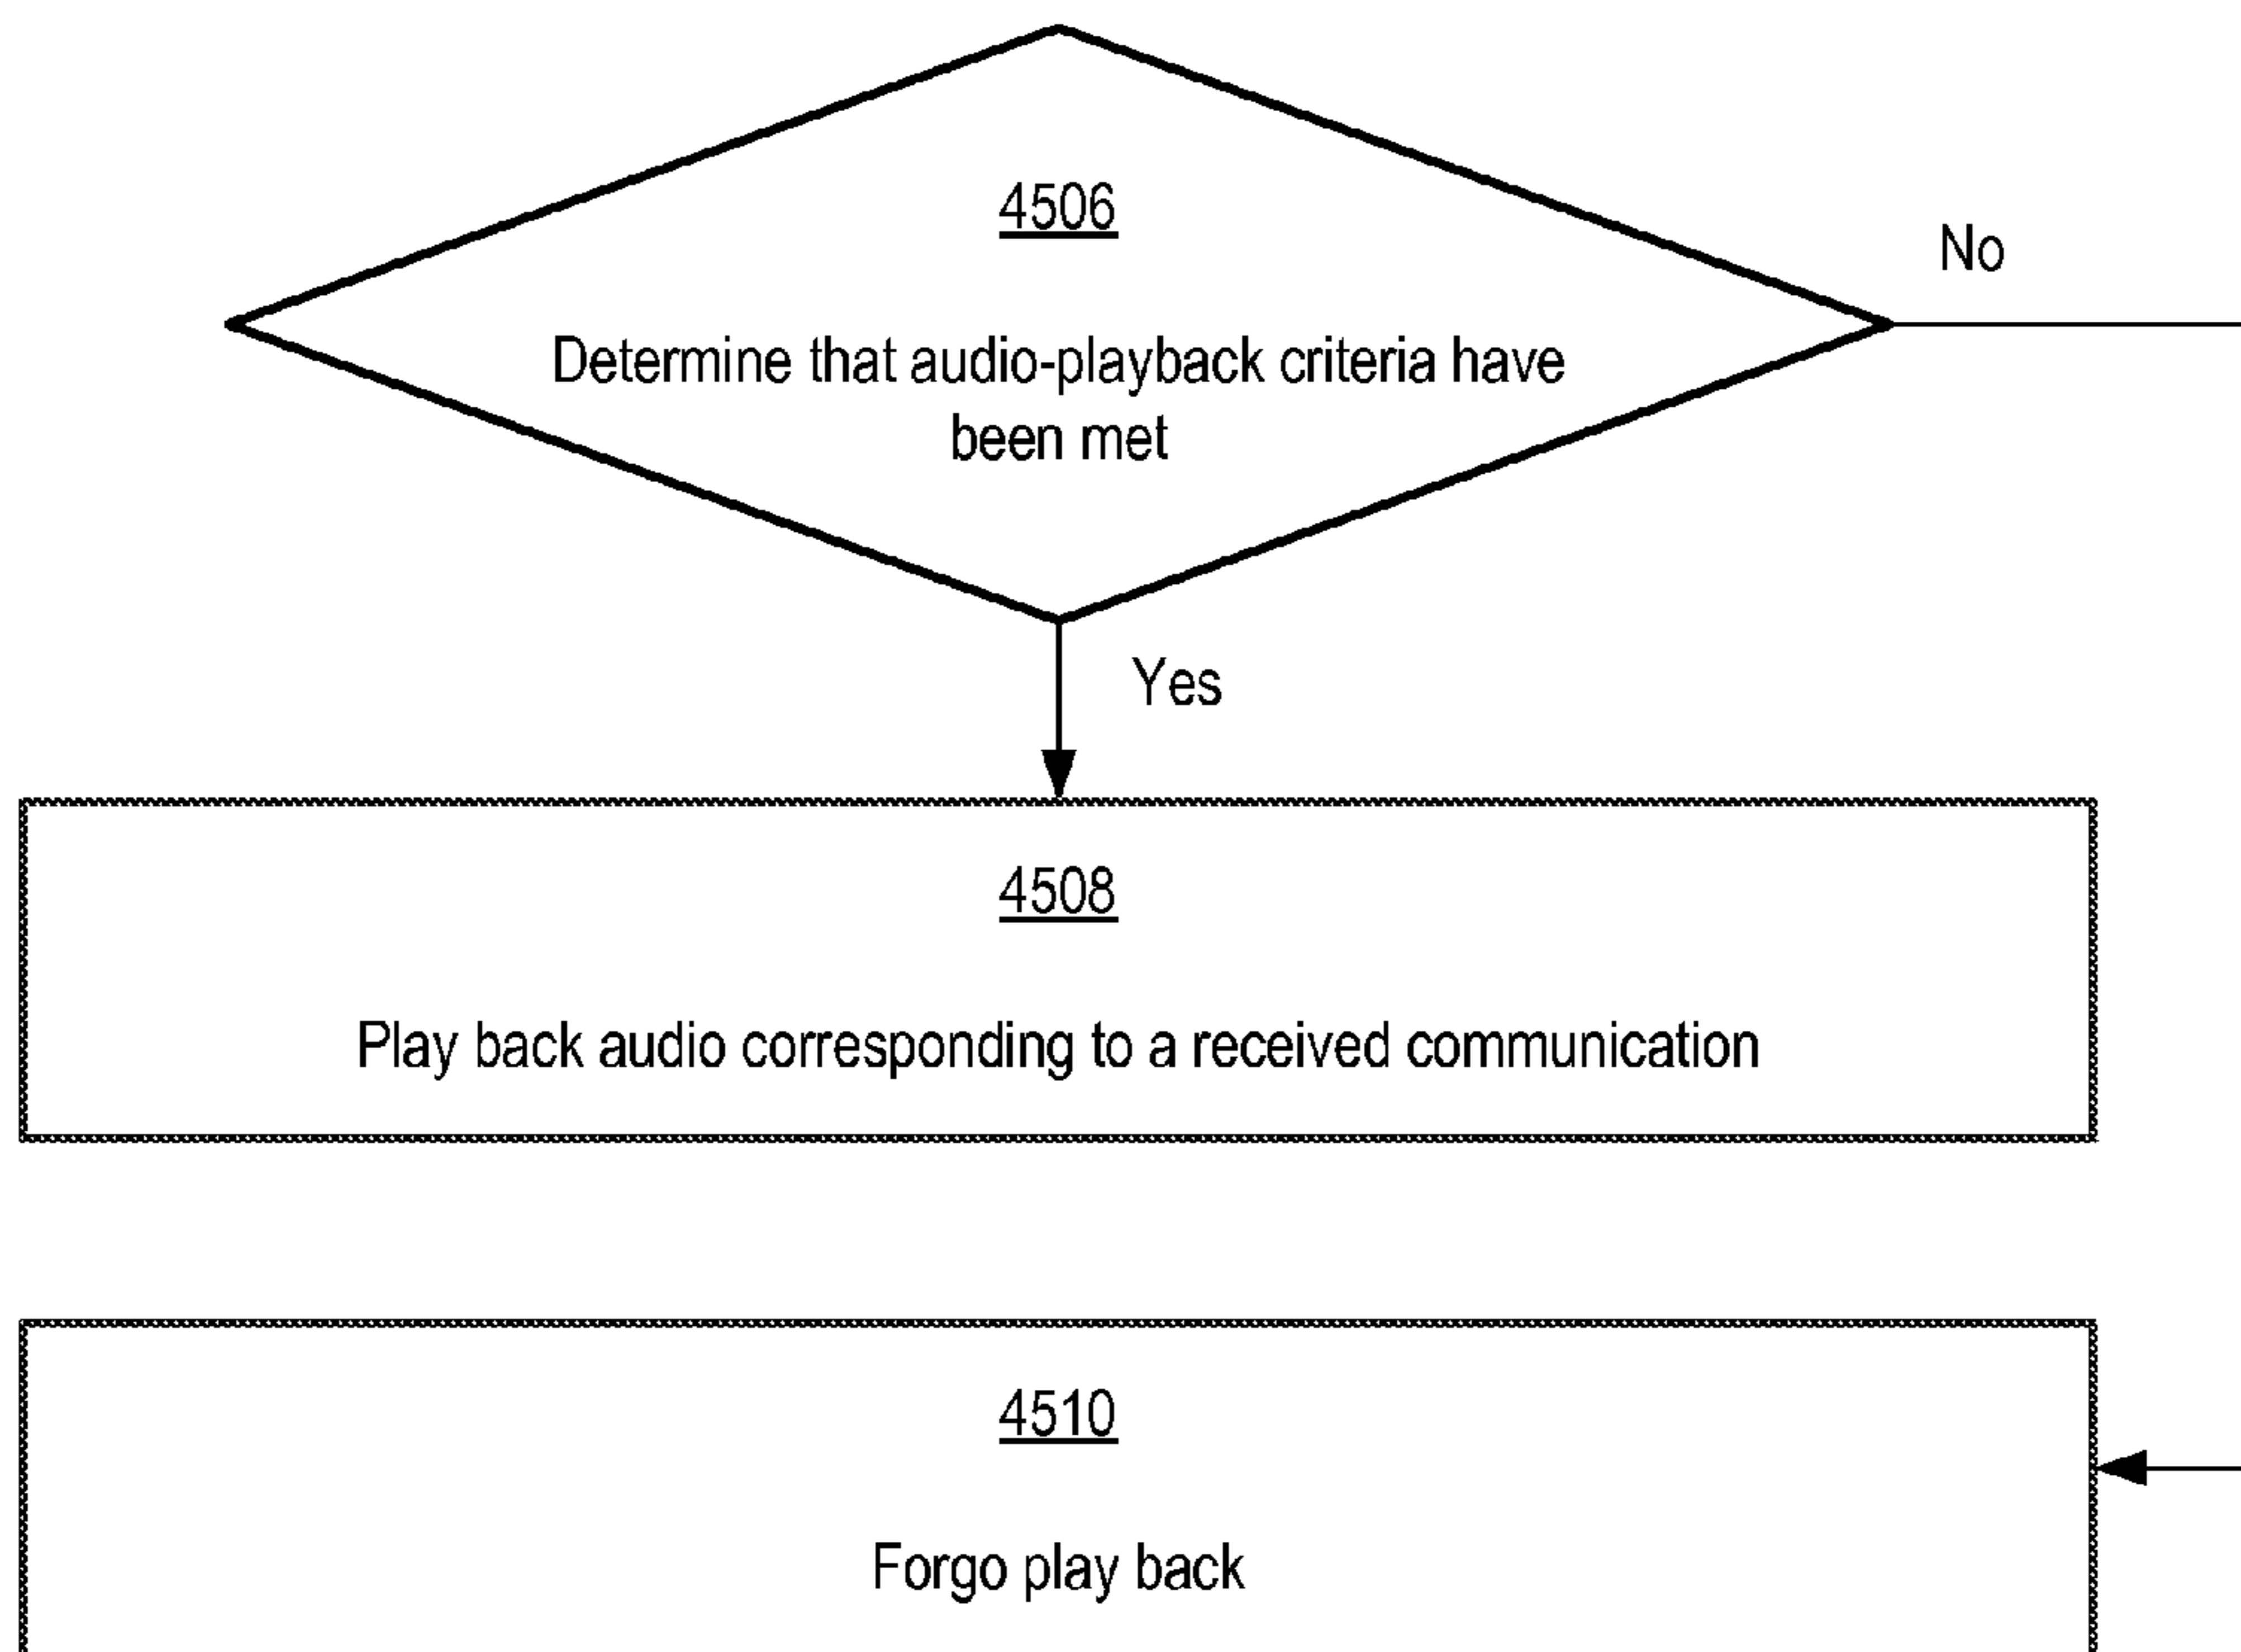 4506
No
Determine that audio-playback criteria have
been met
Yes
4508
Play back audio corresponding to a received communication
4510
Forgo play back